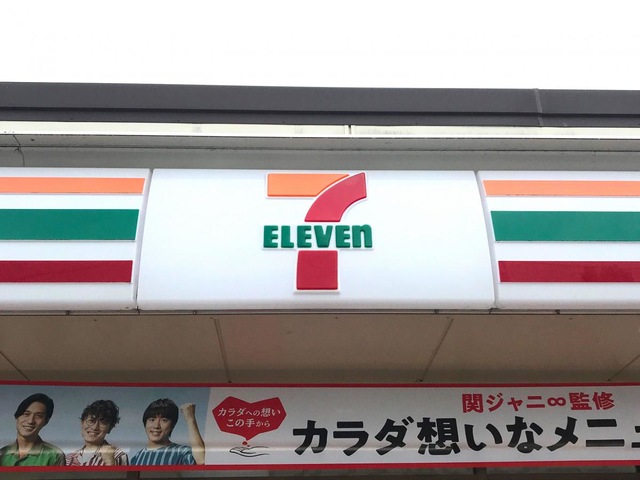 7
ELEVEn
カラダへの想い
この手から
関ジャニ∞監修
カラダ想いなメニュ